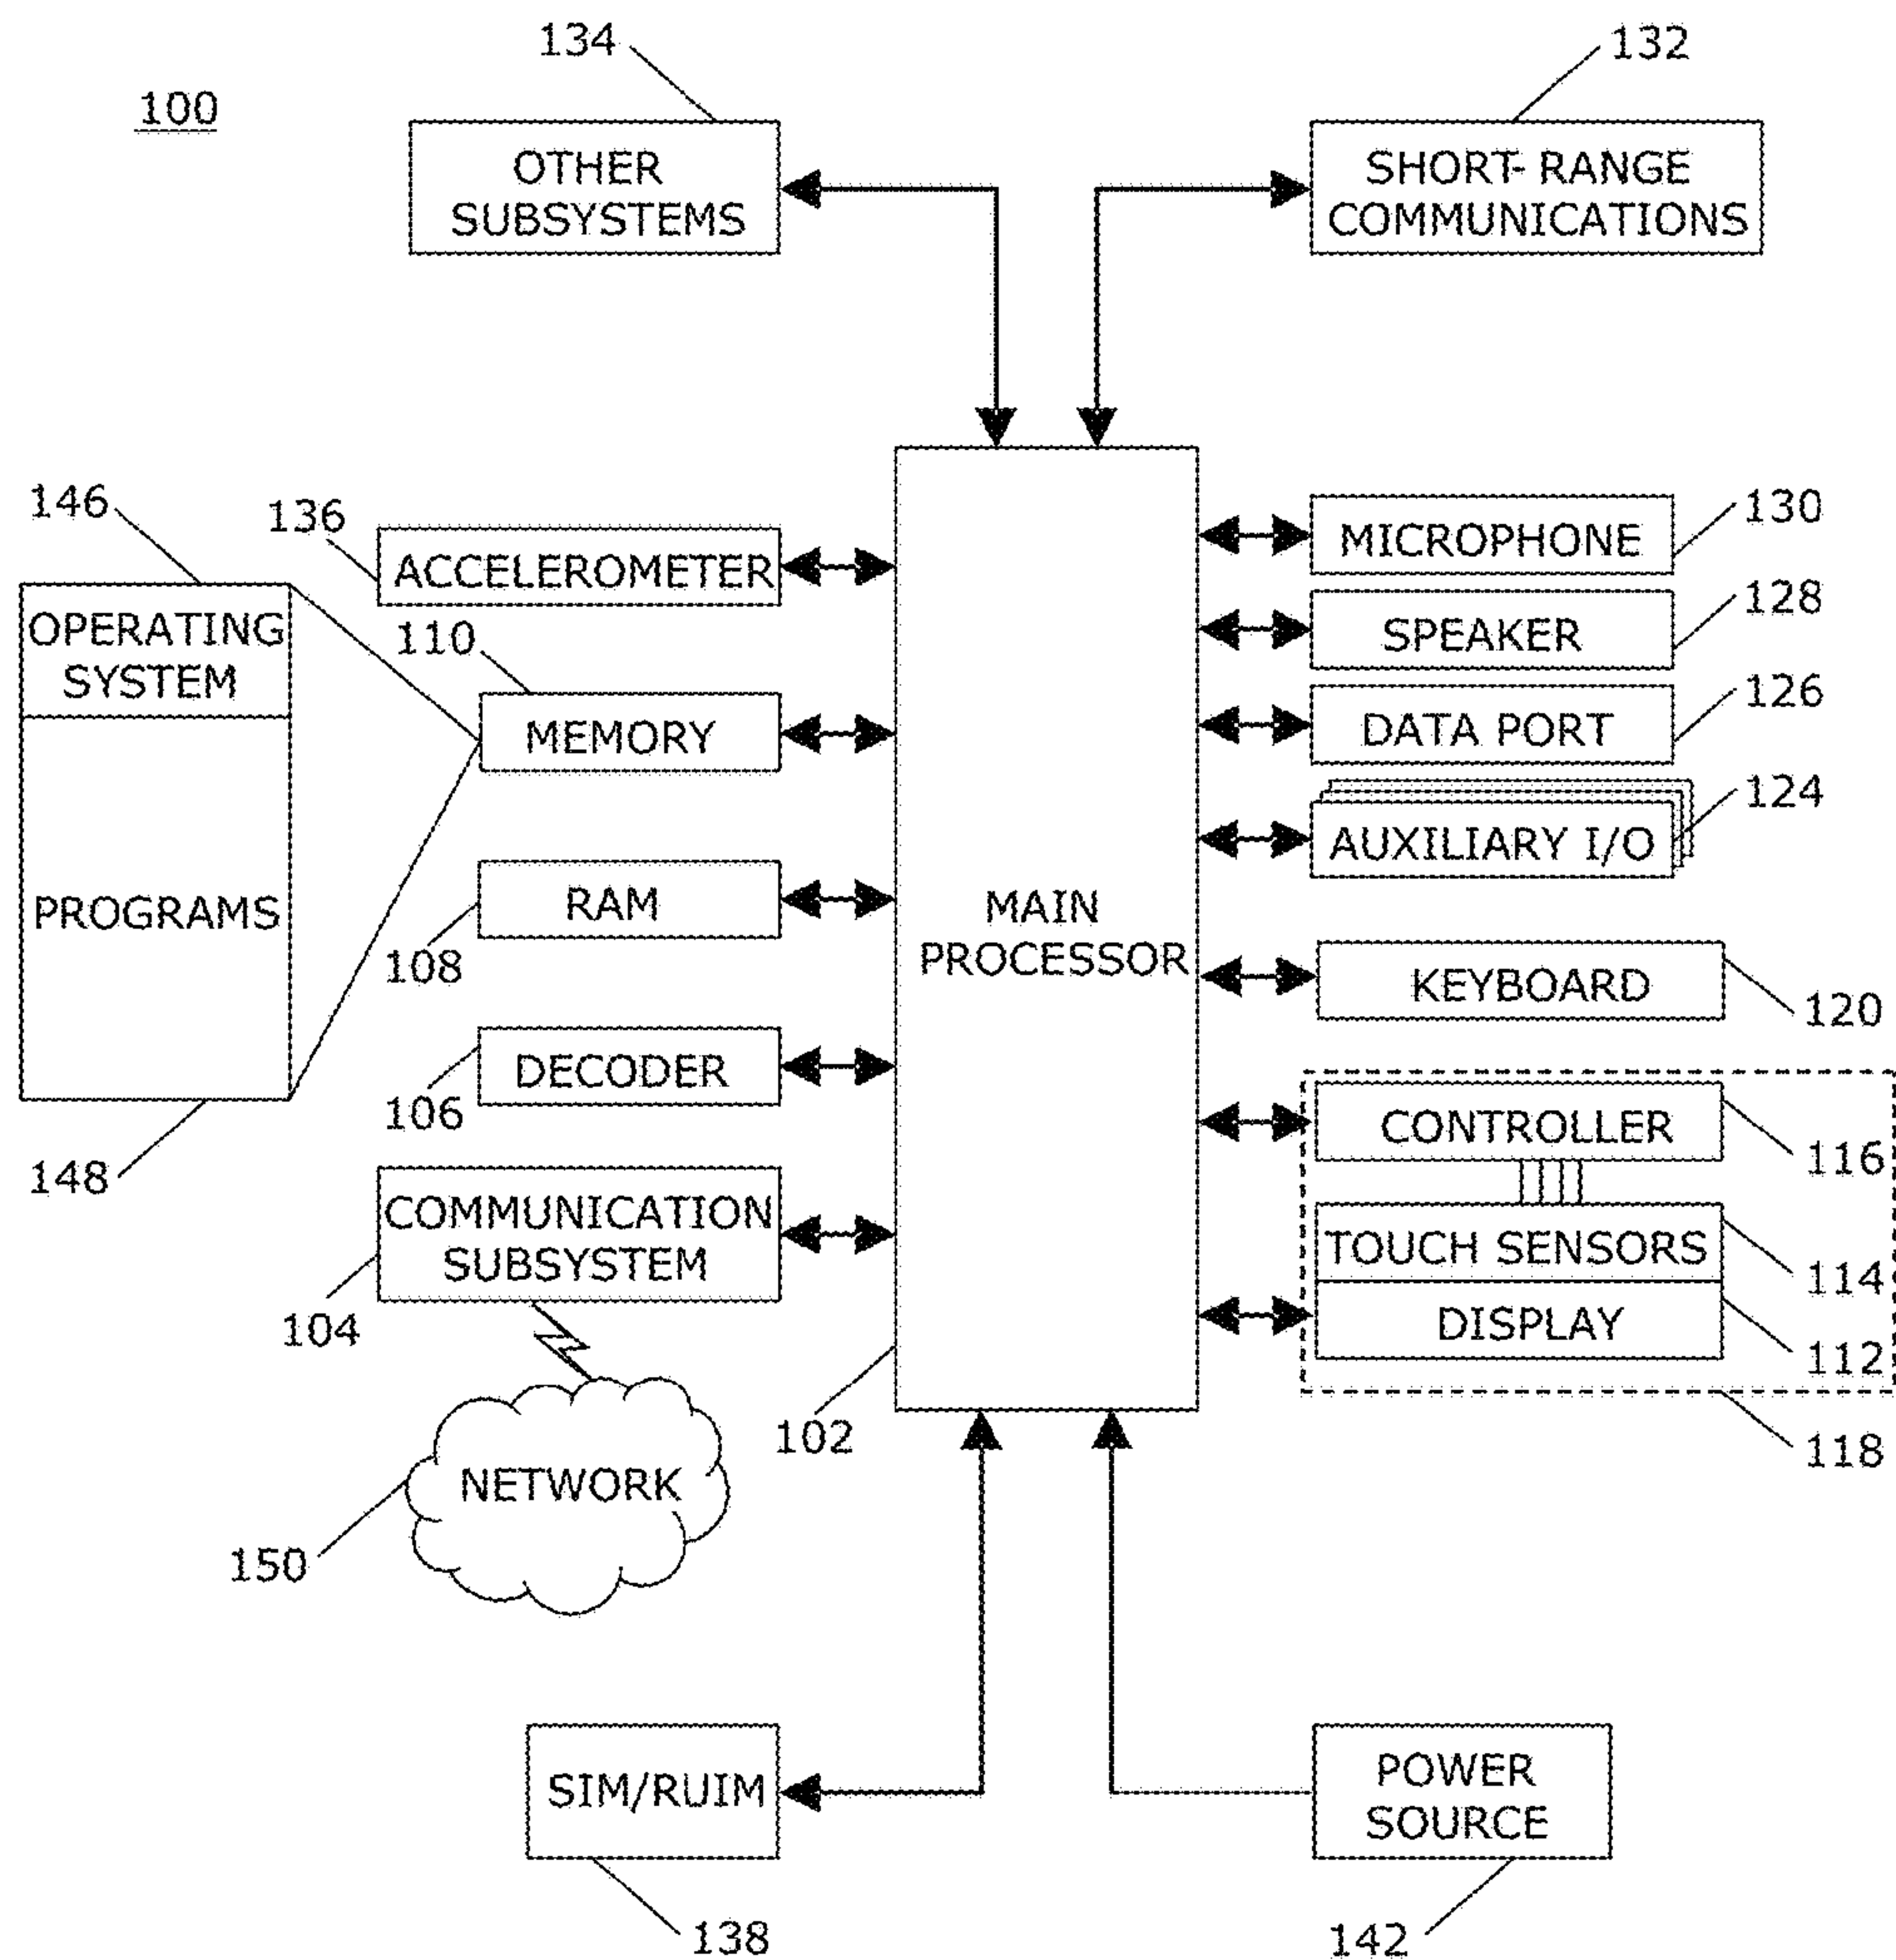 134
132
100
OTHER
SUBSYSTEMS
SHORT-RANGE
COMMUNICATIONS
146
136
ACCELEROMETER
MICROPHONE
130
OPERATING
SYSTEM
110
MEMORY
SPEAKER
128
DATA PORT
126
AUXILIARY I/O
124
PROGRAMS
RAM
108
MAIN
PROCESSOR
KEYBOARD
120
DECODER
106
CONTROLLER
116
148
COMMUNICATION
SUBSYSTEM
104
TOUCH SENSORS
114
DISPLAY
112
102
118
NETWORK
150
SIM/RUIM
138
POWER
SOURCE
142